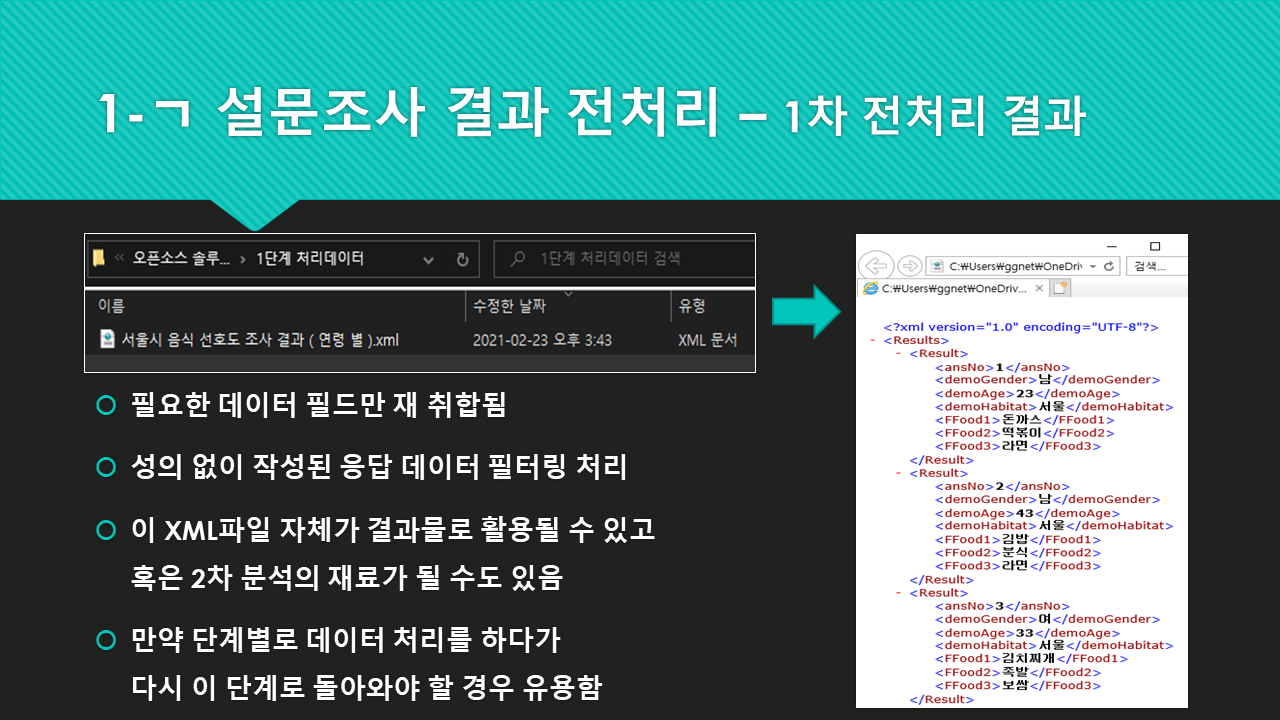 1-ㄱ 설문조사 결과 전처리 – 1차 전처리 결과
« 오픈소스 솔루... › 1단계 처리데이터
1단계 처리데이터 검색
이름 수정한 날짜 유형
서울시 음식 선호도 조사 결과 ( 연령 별 ).xml 2021-02-23 오후 3:43 XML 문서
필요한 데이터 필드만 재 취합됨
성의 없이 작성된 응답 데이터 필터링 처리
이 XML파일 자체가 결과물로 활용될 수 있고
혹은 2차 분석의 재료가 될 수도 있음
만약 단계별로 데이터 처리를 하다가
다시 이 단계로 돌아와야 할 경우 유용함
C:₩Users₩ggnet₩OneDriv 검색...
C:₩Users₩ggnet₩OneDriv...
<?xml version="1.0" encoding="UTF-8"?>
- <Results>
- <Result>
<ansNo>1</ansNo>
<demoGender>남</demoGender>
<demoAge>23</demoAge>
<demoHabitat>서울</demoHabitat>
<FFood1>돈까스</FFood1>
<FFood2>떡볶이</FFood2>
<FFood3>라면</FFood3>
</Result>
- <Result>
<ansNo>2</ansNo>
<demoGender>남</demoGender>
<demoAge>43</demoAge>
<demoHabitat>서울</demoHabitat>
<FFood1>김밥</FFood1>
<FFood2>분식</FFood2>
<FFood3>라면</FFood3>
</Result>
- <Result>
<ansNo>3</ansNo>
<demoGender>여</demoGender>
<demoAge>33</demoAge>
<demoHabitat>서울</demoHabitat>
<FFood1>김치찌개</FFood1>
<FFood2>족발</FFood2>
<FFood3>보쌈</FFood3>
</Result>